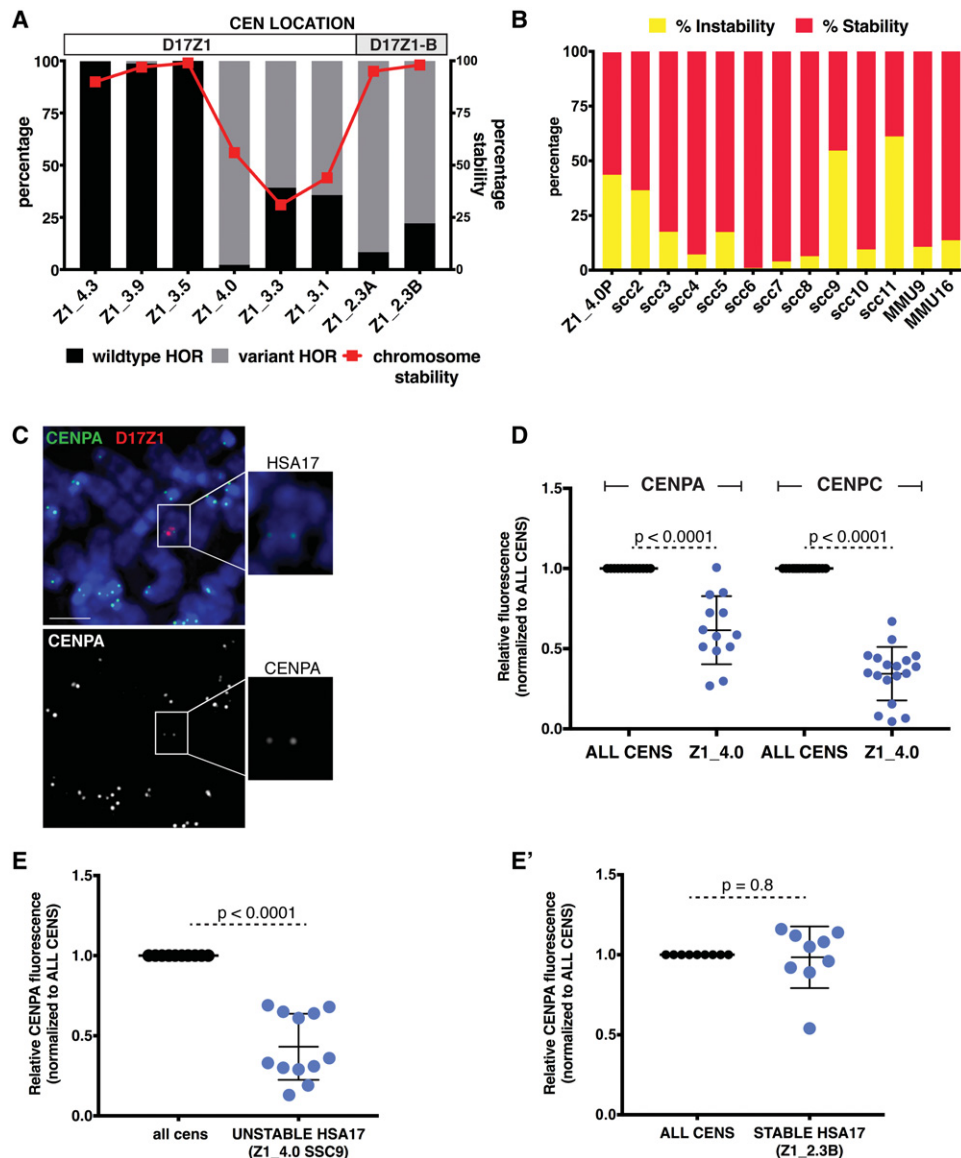 A
CEN LOCATION
D17Z1
D17Z1-B
100
75
50
25
0
percentage
100
75
50
25
0
percentage
stability
Z1_4.3
Z1_3.9
Z1_3.5
Z1_4.0
Z1_3.3
Z1_3.1
Z1_2.3A
Z1_2.3B
wildtype HOR
variant HOR
chromosome
stability
B
% Instability
% Stability
100
75
50
25
0
percentage
Z1_4.0P
scc2
scc3
scc4
scc5
scc6
scc7
scc8
scc9
scc10
scc11
MMU9
MMU16
C
CENPA D17Z1
HSA17
CENPA
CENPA
D
CENPA
CENPC
p < 0.0001
p < 0.0001
1.5
1.0
0.5
0.0
Relative fluorescence
(normalized to ALL CENS)
ALL CENS
Z1_4.0
ALL CENS
Z1_4.0
E
p < 0.0001
1.5
1.0
0.5
0.0
Relative CENPA fluorescence
(normalized to ALL CENS)
all cens
UNSTABLE HSA17
(Z1_4.0 SSC9)
E'
p = 0.8
1.5
1.0
0.5
0.0
Relative CENPA fluorescence
(normalized to ALL CENS)
ALL CENS
STABLE HSA17
(Z1_2.3B)